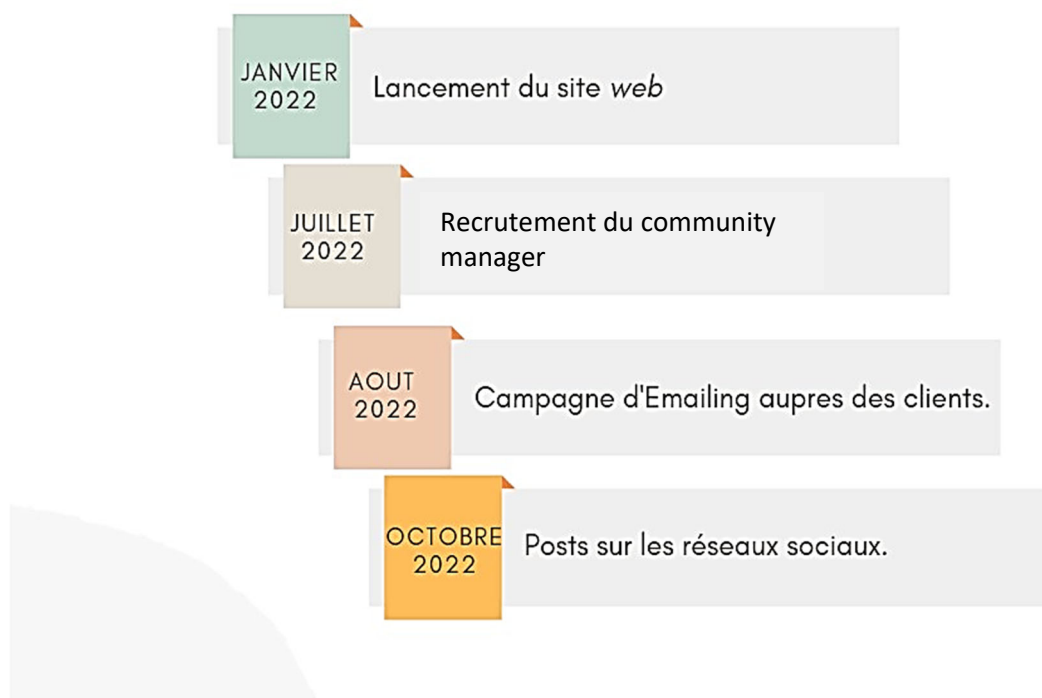 JANVIER
2022
Lancement du site web
JUILLET
2022
Recrutement du community
manager
AOUT
2022
Campagne d'Emailing aupres des clients.
OCTOBRE
2022
Posts sur les réseaux sociaux.